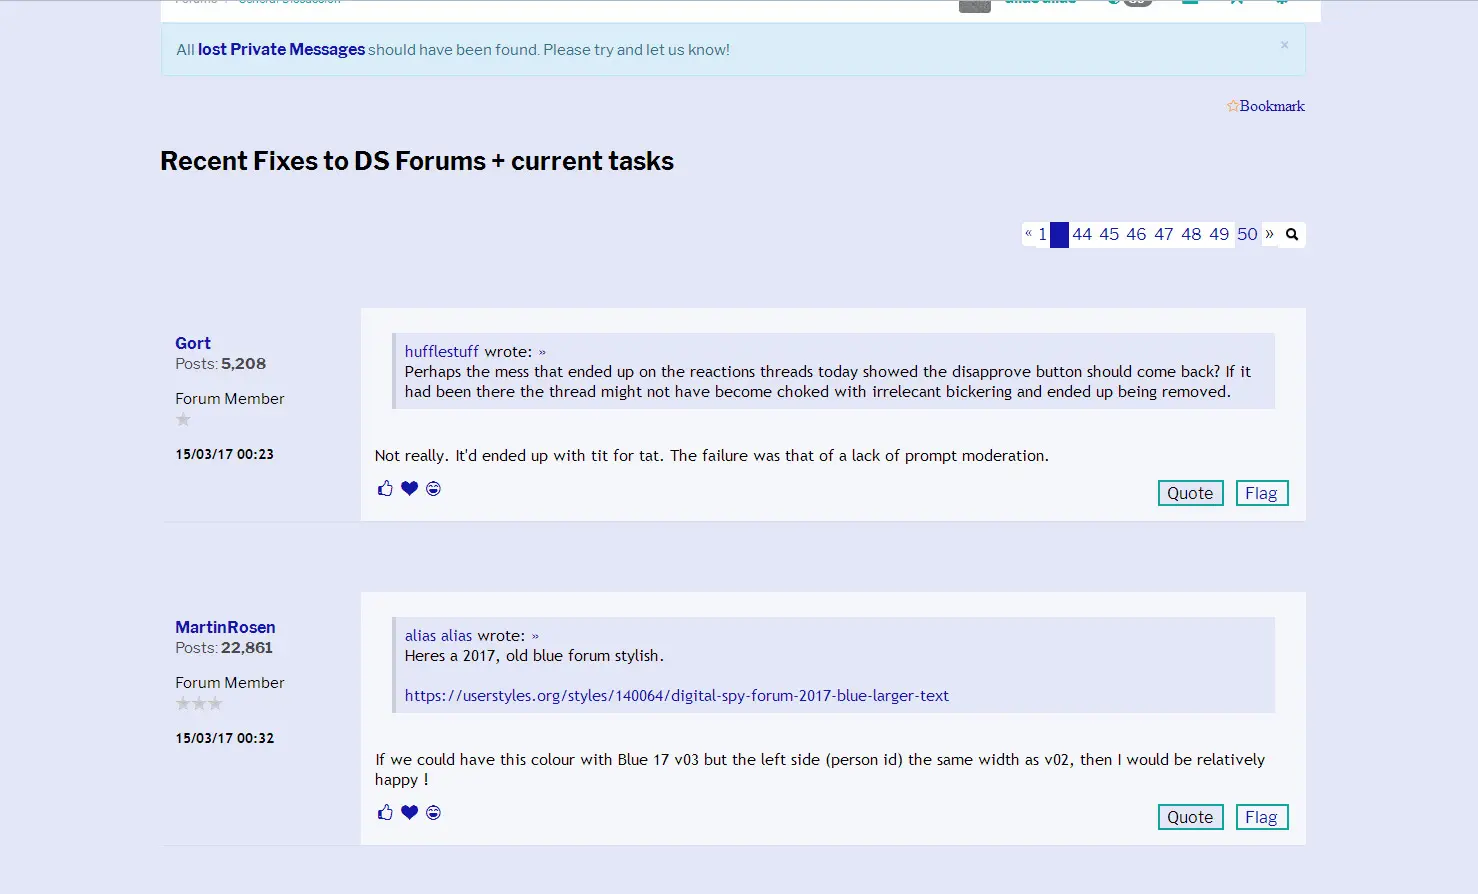 All lost Private Messages should have been found. Please try and let us know!
×
☆Bookmark
Recent Fixes to DS Forums + current tasks
« 1 44 45 46 47 48 49 50 »
Gort
Posts: 5,208
Forum Member
15/03/17 00:23
hufflestuff wrote: »
Perhaps the mess that ended up on the reactions threads today showed the disapprove button should come back? If it
had been there the thread might not have become choked with irrelecant bickering and ended up being removed.
Not really. It'd ended up with tit for tat. The failure was that of a lack of prompt moderation.
Quote Flag
MartinRosen
Posts: 22,861
Forum Member
15/03/17 00:32
alias alias wrote: »
Heres a 2017, old blue forum stylish.
https://userstyles.org/styles/140064/digital-spy-forum-2017-blue-larger-text
If we could have this colour with Blue 17 v03 but the left side (person id) the same width as v02, then I would be relatively
happy !
Quote Flag